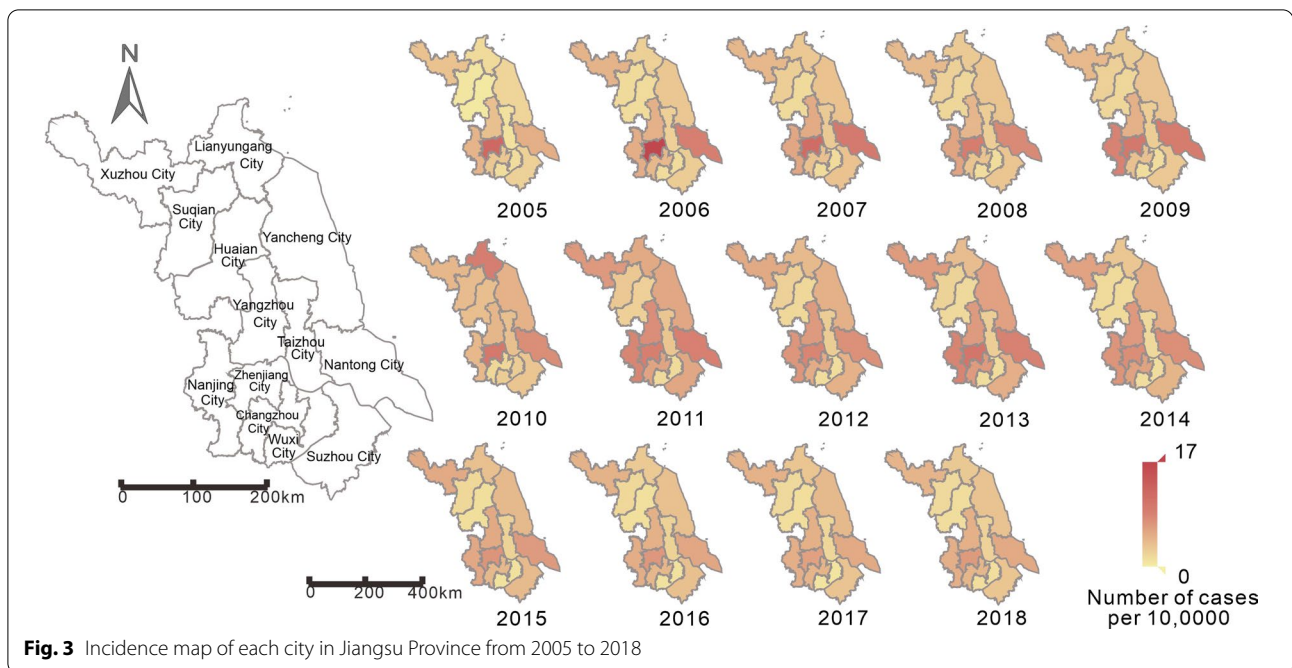 N
Lianyungang
City
Xuzhou City
Suqian
City
Huaian
City
Yancheng City
Yangzhou
City
Taizhou
City
Nantong City
Zhenjiang
City
Nanjing
City
Changzhou
City
Wuxi
City
Suzhou City
0 100 200km
0 200 400km
2005 2006 2007 2008 2009
2010 2011 2012 2013 2014
2015 2016 2017 2018
17
0
Number of cases
per 10,0000
Fig. 3 Incidence map of each city in Jiangsu Province from 2005 to 2018